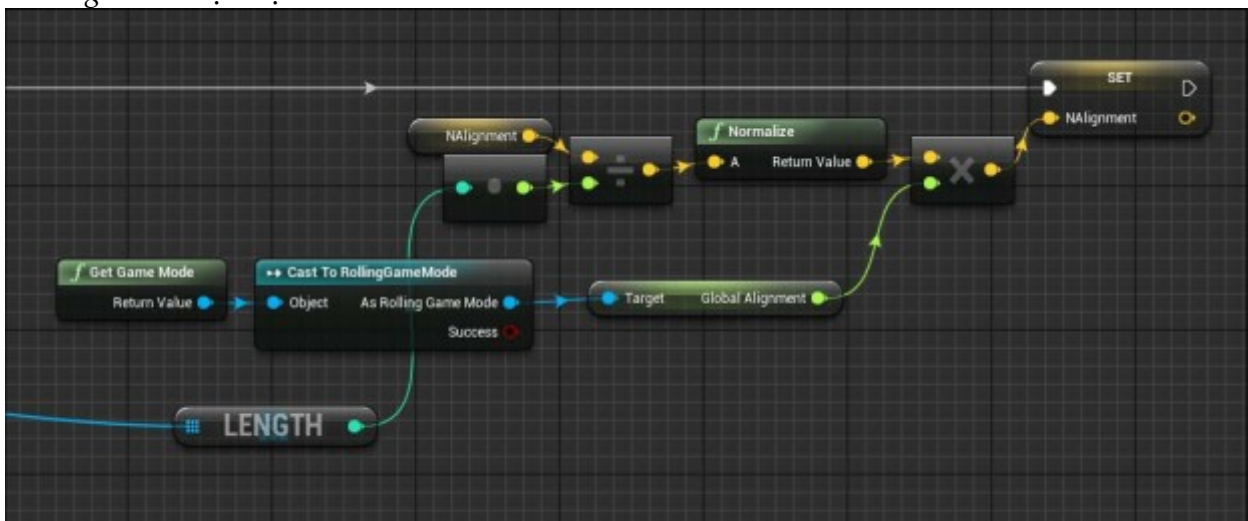 SET
NAlignment
NAlignment
f Normalize
A Return Value
f Get Game Mode
Return Value
Cast To RollingGameMode
Object As Rolling Game Mode
Success
Target Global Alignment
LENGTH